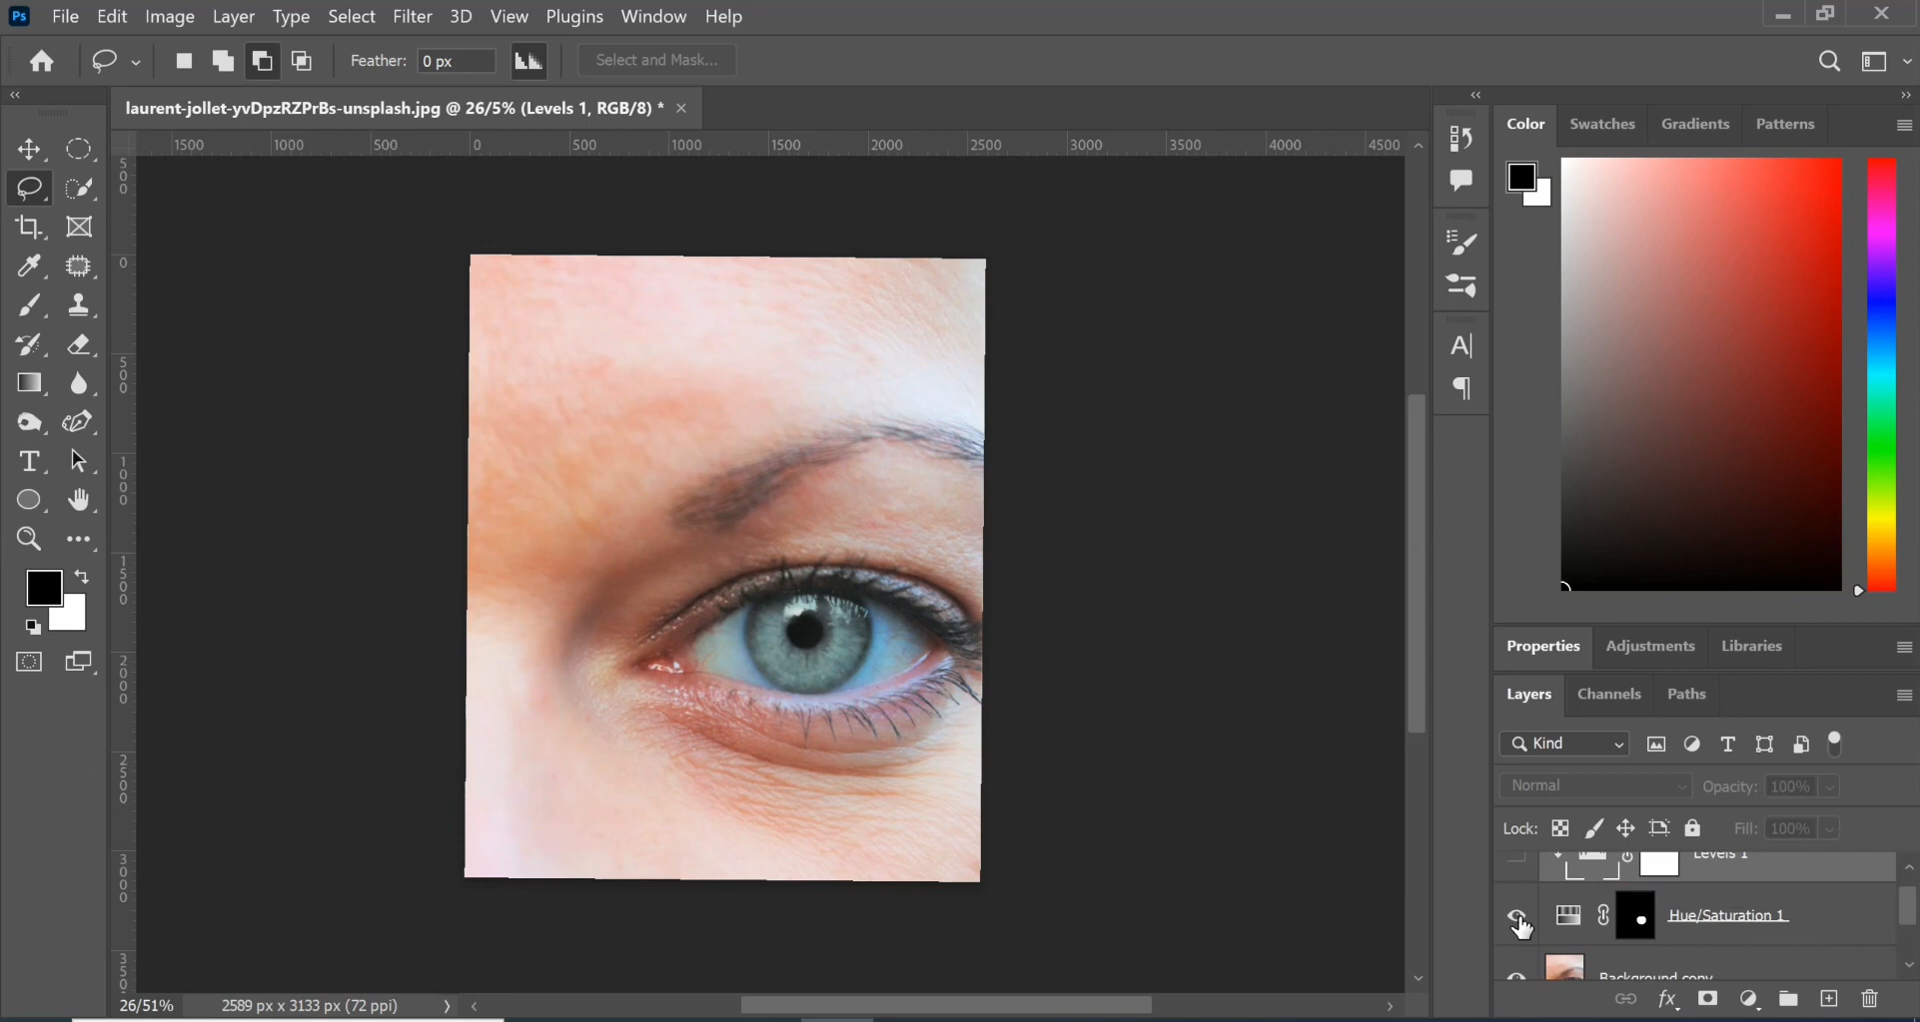 Ps File Edit Image Layer Type Select Filter 3D View Plugins Window Help
Feather: 0 px Select and Mask...
laurent-jollet-yvDpzRZPrBs-unsplash.jpg @ 26/5% (Levels 1, RGB/8) *
1500 1000 500 0 500 1000 1500 2000 2500 3000 3500 4000 4500
500
0
500
1000
1500
2000
2500
3000
350
Color Swatches Gradients Patterns
Properties Adjustments Libraries
Layers Channels Paths
Kind
Normal Opacity: 100%
Lock: Fill: 100%
Levels 1
Hue/Saturation 1
Background copy
26/51% 2589 px x 3133 px (72 ppi)
fx